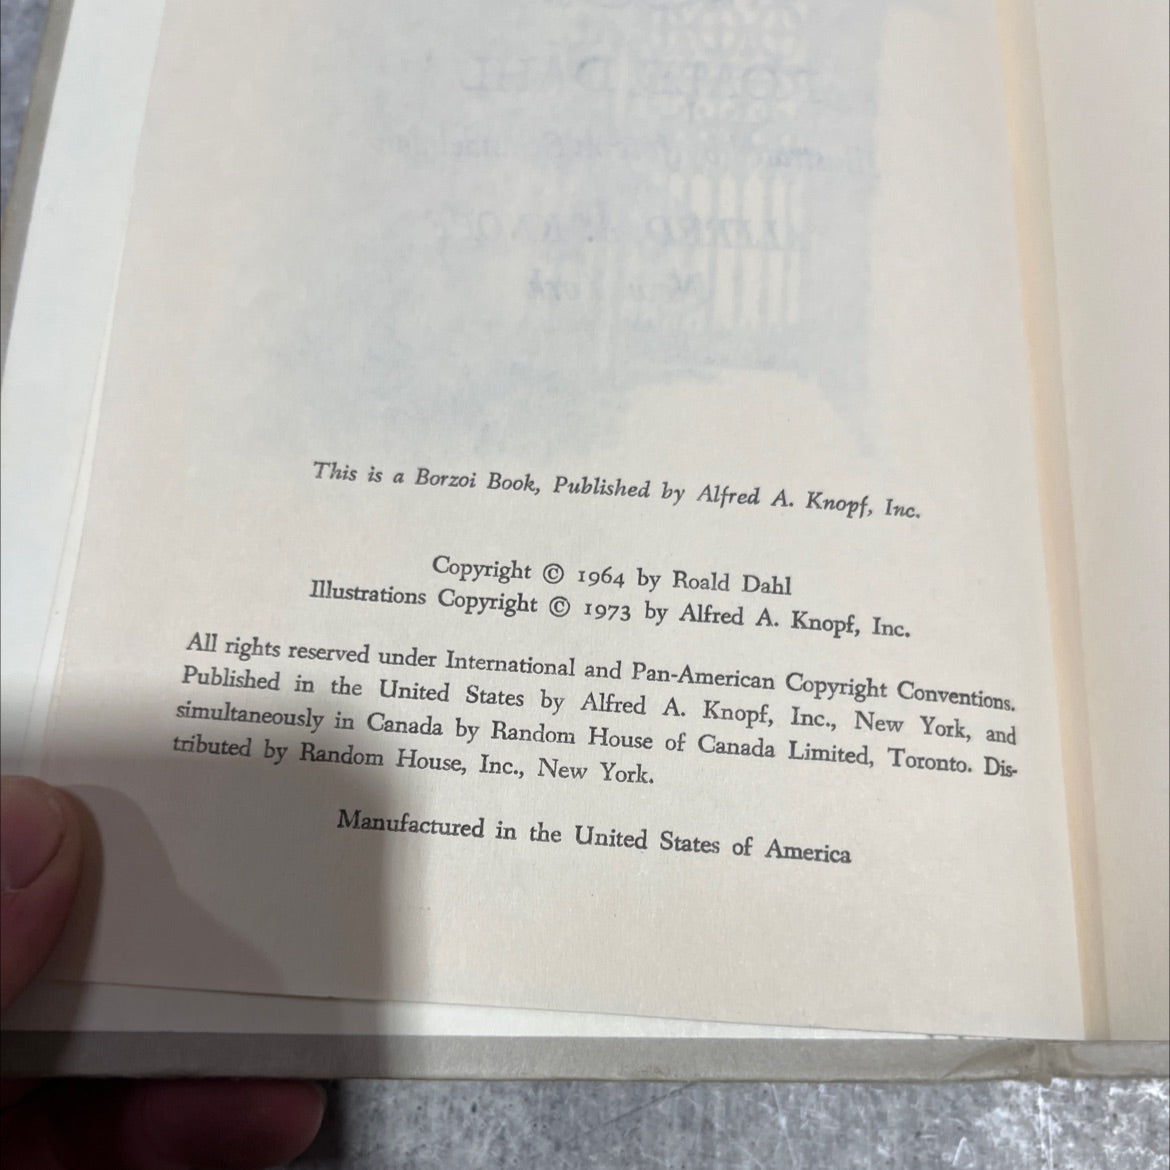 This is a Borzoi Book, Published by Alfred A. Knopf, Inc.
Copyright © 1964 by Roald Dahl
Illustrations Copyright © 1973 by Alfred A. Knopf, Inc.
All rights reserved under International and Pan-American Copyright Conventions.
Published in the United States by Alfred A. Knopf, Inc., New York, and
simultaneously in Canada by Random House of Canada Limited, Toronto. Dis-
tributed by Random House, Inc., New York.
Manufactured in the United States of America